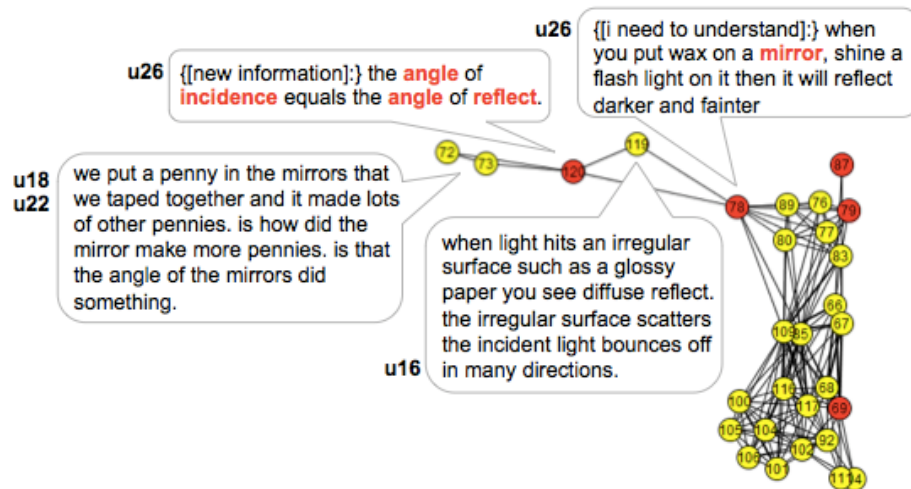 u26
{[i need to understand]:} when
you put wax on a mirror, shine a
flash light on it then it will reflect
darker and fainter
u26
{[new information]:} the angle of
incidence equals the angle of reflect.
u18
u22
we put a penny in the mirrors that
we taped together and it made lots
of other pennies. is how did the
mirror make more pennies. is that
the angle of the mirrors did
something.
when light hits an irregular
surface such as a glossy
paper you see diffuse reflect.
the irregular surface scatters
the incident light bounces off
in many directions.
u16
72
73
120
119
78
87
89
76
79
77
80
83
66
67
109
85
116
68
100
117
69
105
104
92
102
106
101
111